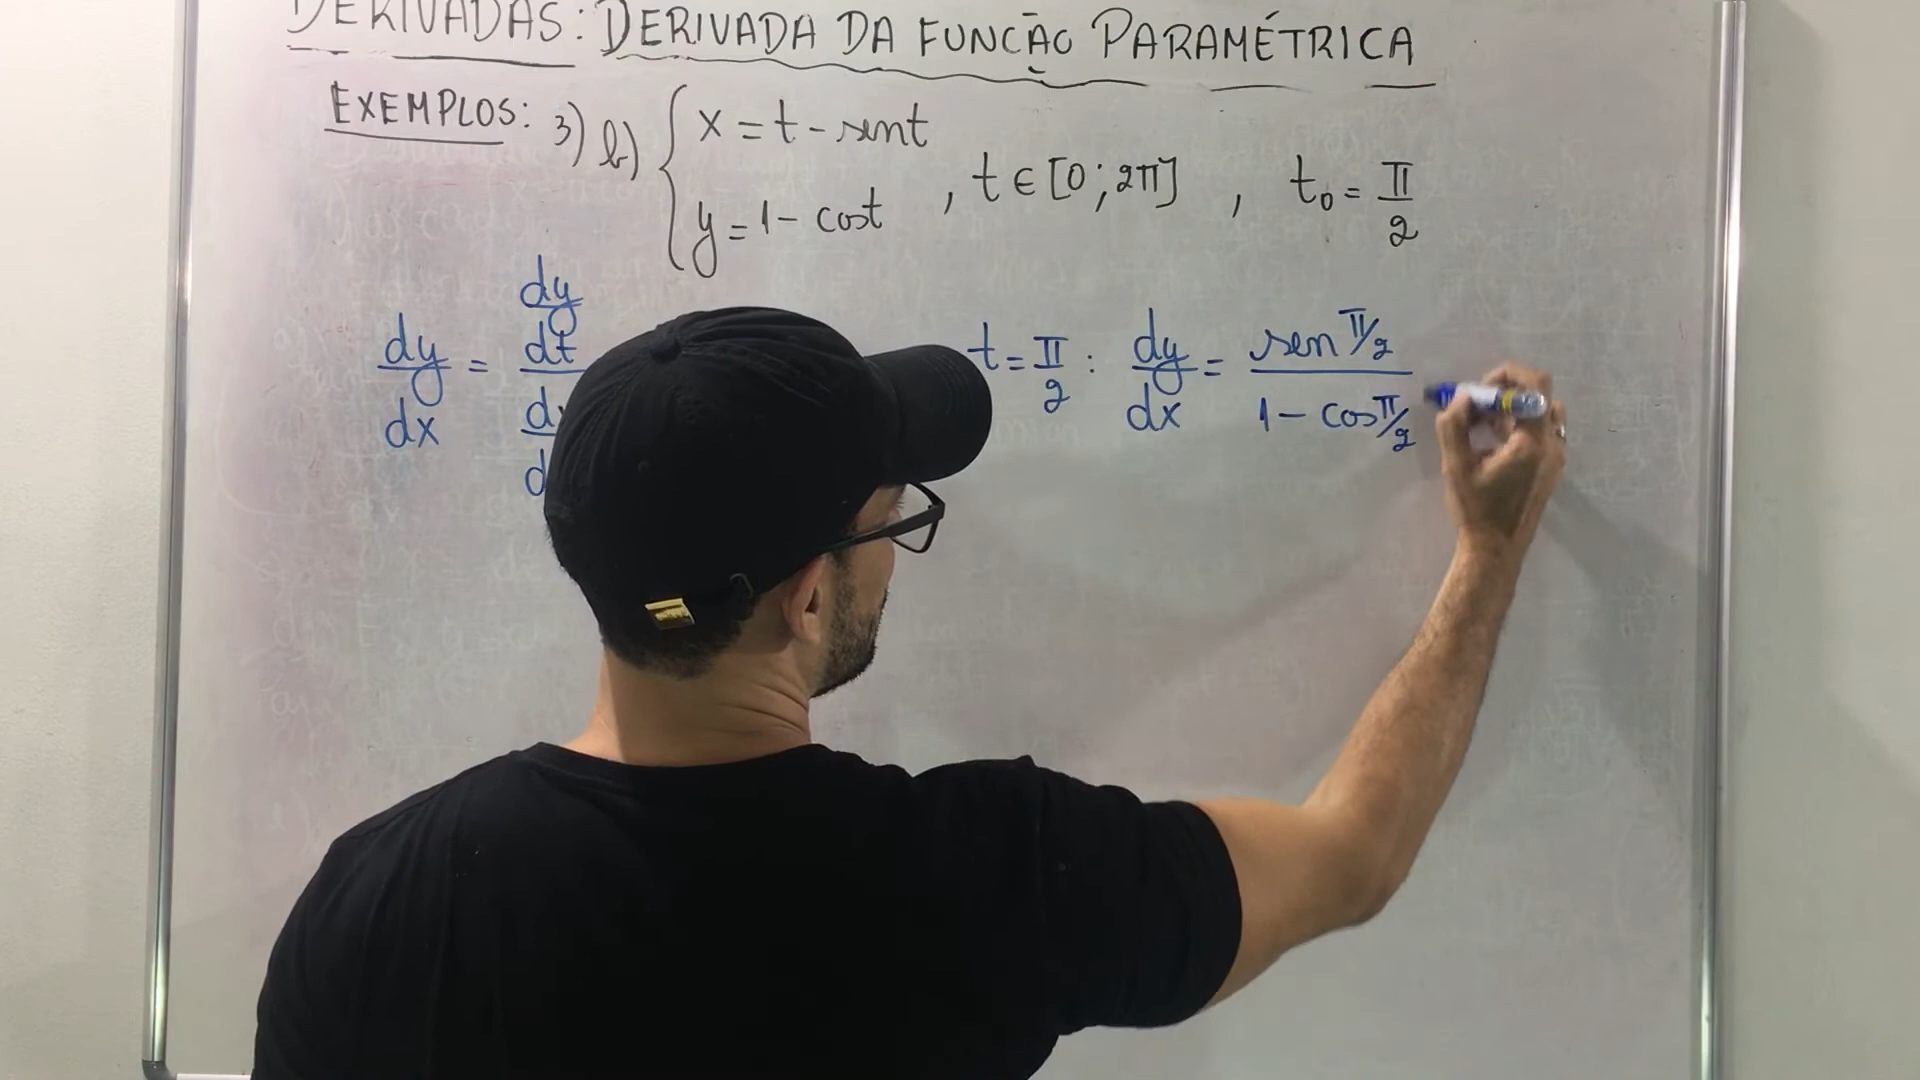 DERIVADAS: DERIVADA DA FUNÇÃO PARAMÉTRICA
EXEMPLOS: 3) b) { x = t - sent
y = 1 - cost , t ∈ [0 ; 2π] , t₀ = π/2
dy/dx = dy/dt
t = π/2 : dy/dx = sen π/2 / 1 - cos π/2